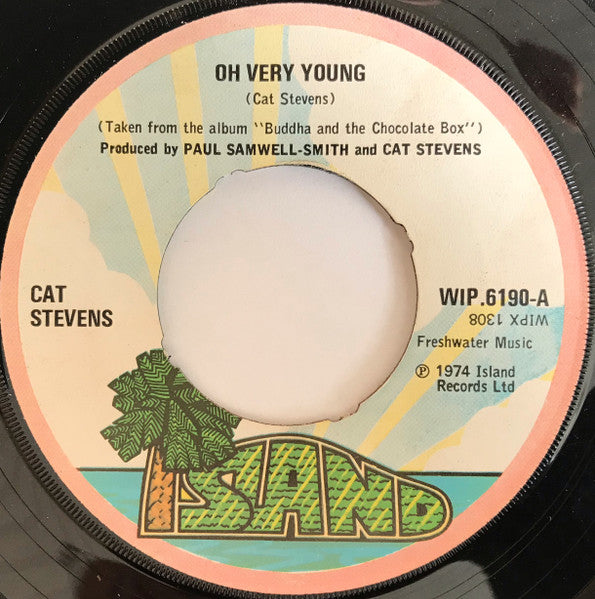 OH VERY YOUNG
(Cat Stevens)
(Taken from the album "Buddha and the Chocolate Box")
Produced by PAUL SAMWELL-SMITH and CAT STEVENS
CAT
STEVENS
WIP.6190-A
WIPX 1308
Freshwater Music
℗ 1974 Island
Records Ltd
ISLAND